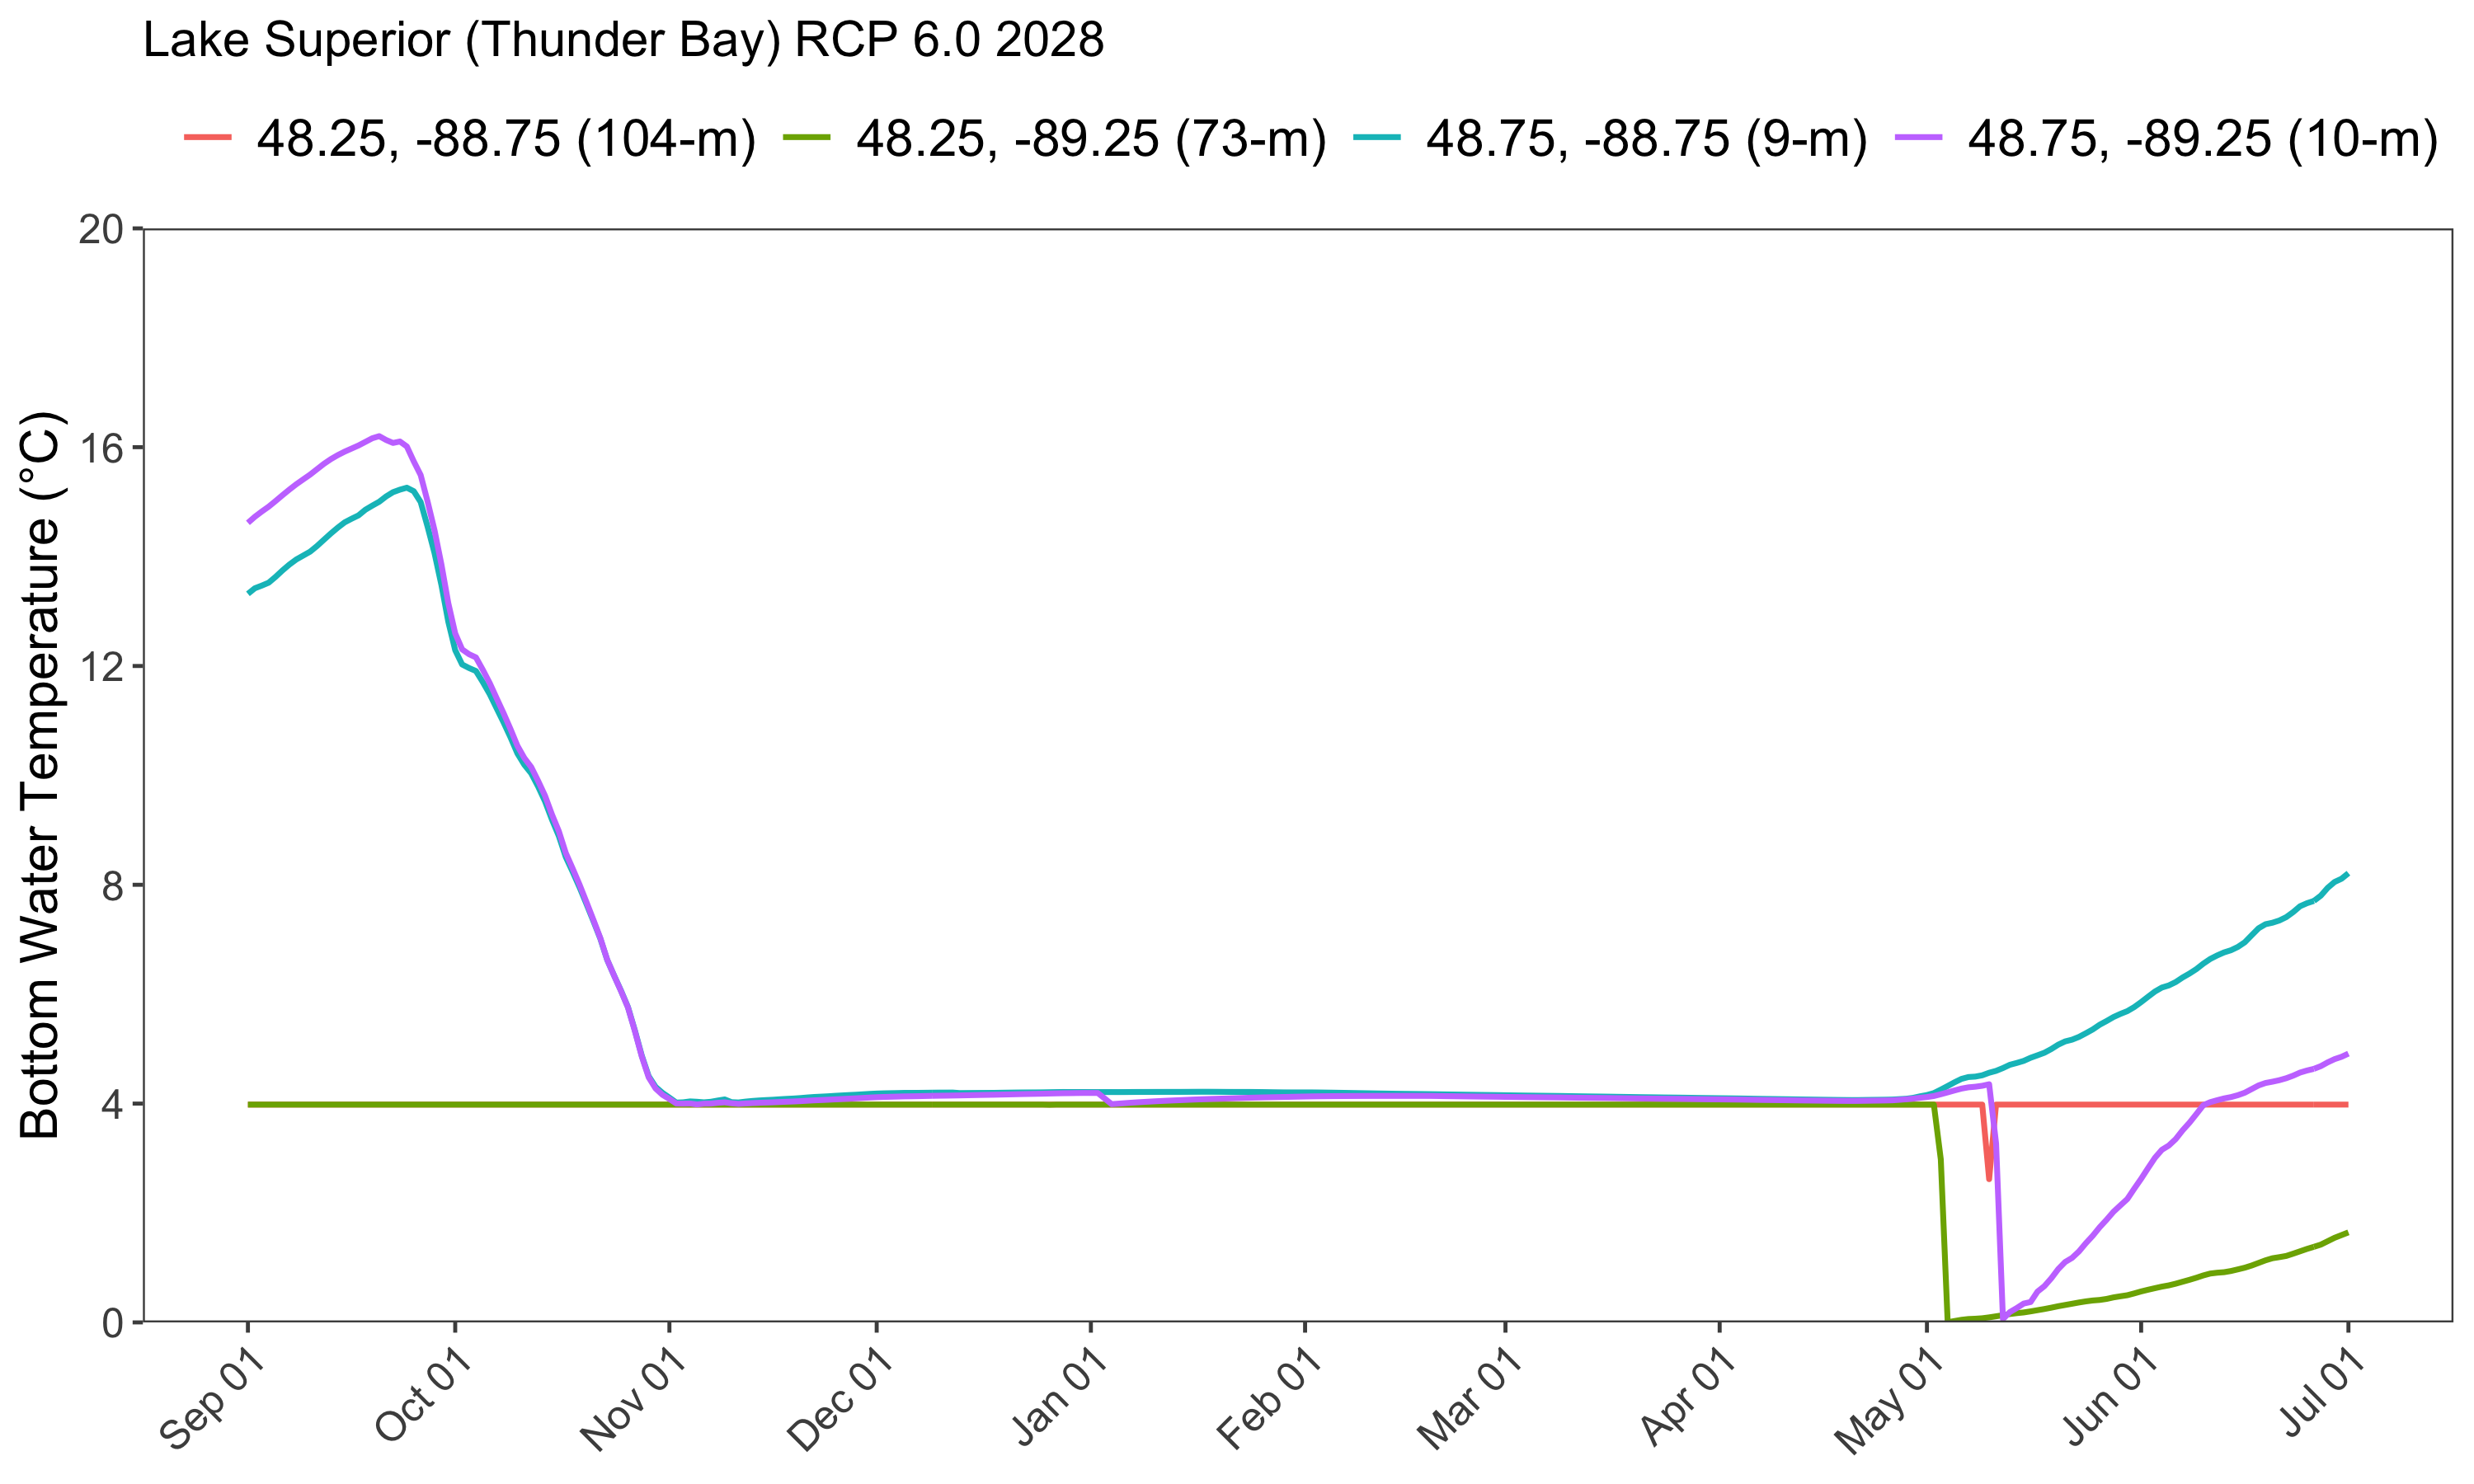 Lake Superior (Thunder Bay) RCP 6.0 2028
48.25, -88.75 (104-m) 48.25, -89.25 (73-m) 48.75, -88.75 (9-m) 48.75, -89.25 (10-m)
Bottom Water Temperature (°C)
20
16
12
8
4
0
Sep 01 Oct 01 Nov 01 Dec 01 Jan 01 Feb 01 Mar 01 Apr 01 May 01 Jun 01 Jul 01